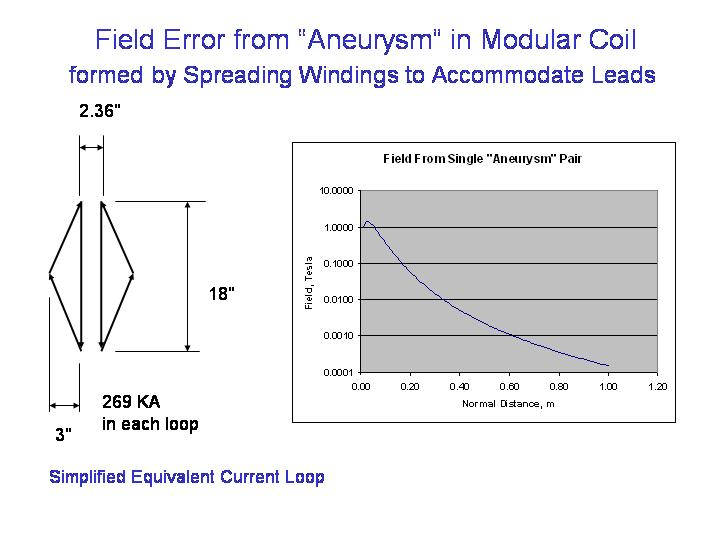 Field Error from "Aneurysm" in Modular Coil
formed by Spreading Windings to Accommodate Leads
2.36"
18"
3"
269 KA
in each loop
Simplified Equivalent Current Loop
Field From Single "Aneurysm" Pair
Field, Tesla
10.0000
1.0000
0.1000
0.0100
0.0010
0.0001
0.00 0.20 0.40 0.60 0.80 1.00 1.20
Normal Distance, m